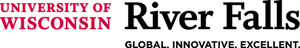 UNIVERSITY OF
WISCONSIN
River Falls
GLOBAL. INNOVATIVE. EXCELLENT.